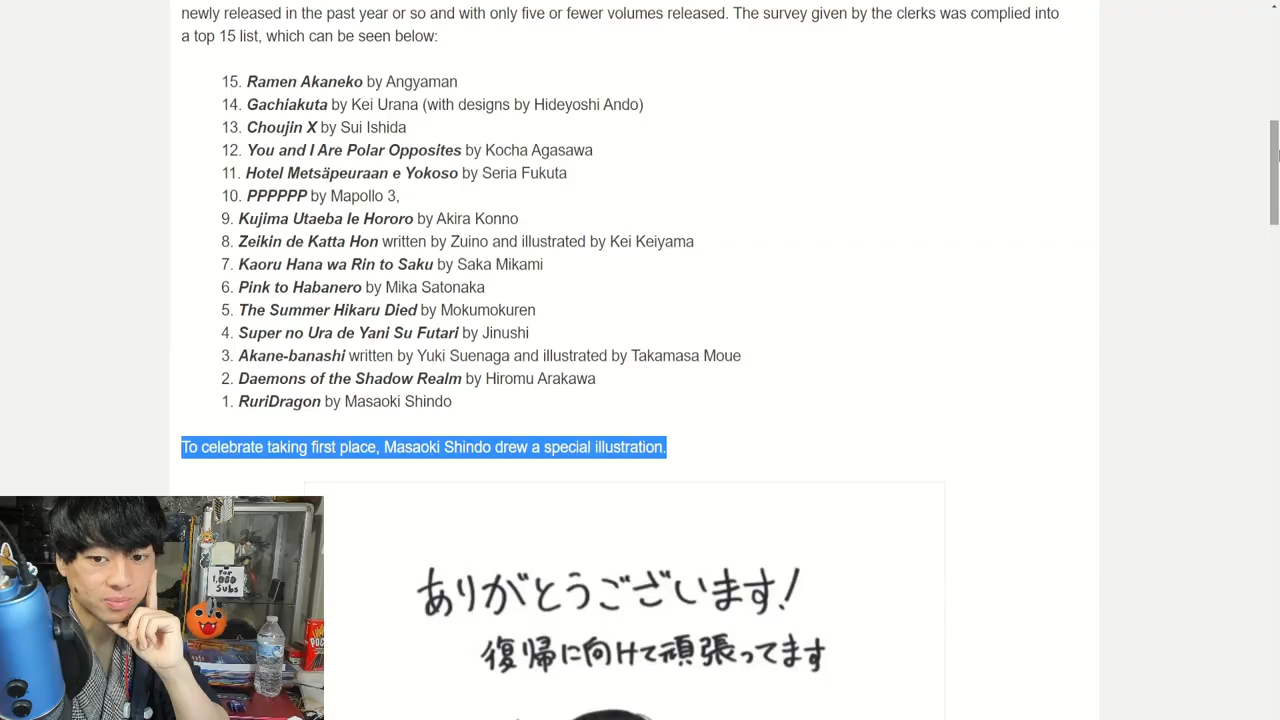 newly released in the past year or so and with only five or fewer volumes released. The survey given by the clerks was complied into
a top 15 list, which can be seen below:
15. Ramen Akaneko by Angyaman
14. Gachiakuta by Kei Urana (with designs by Hideyoshi Ando)
13. Choujin X by Sui Ishida
12. You and I Are Polar Opposites by Kocha Agasawa
11. Hotel Metsäpeuraan e Yokoso by Seria Fukuta
10. PPPPPP by Mapollo 3,
9. Kujima Utaeba Ie Hororo by Akira Konno
8. Zeikin de Katta Hon written by Zuino and illustrated by Kei Keiyama
7. Kaoru Hana wa Rin to Saku by Saka Mikami
6. Pink to Habanero by Mika Satonaka
5. The Summer Hikaru Died by Mokumokuren
4. Super no Ura de Yani Su Futari by Jinushi
3. Akane-banashi written by Yuki Suenaga and illustrated by Takamasa Moue
2. Daemons of the Shadow Realm by Hiromu Arakawa
1. RuriDragon by Masaoki Shindo
To celebrate taking first place, Masaoki Shindo drew a special illustration.
ありがとうございます!
復帰に向けて頑張ってます
For
1,000
Subs